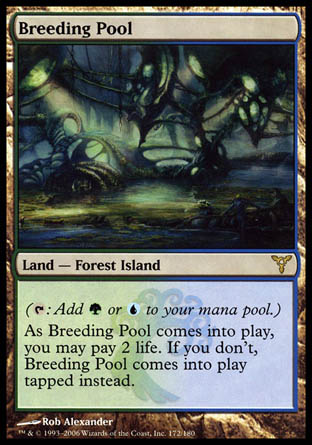 Breeding Pool
Land — Forest Island
(: Add or to your mana pool.)
As Breeding Pool comes into play,
you may pay 2 life. If you don't,
Breeding Pool comes into play
tapped instead.
Rob Alexander
™ & © 1993–2006 Wizards of the Coast, Inc. 172/180